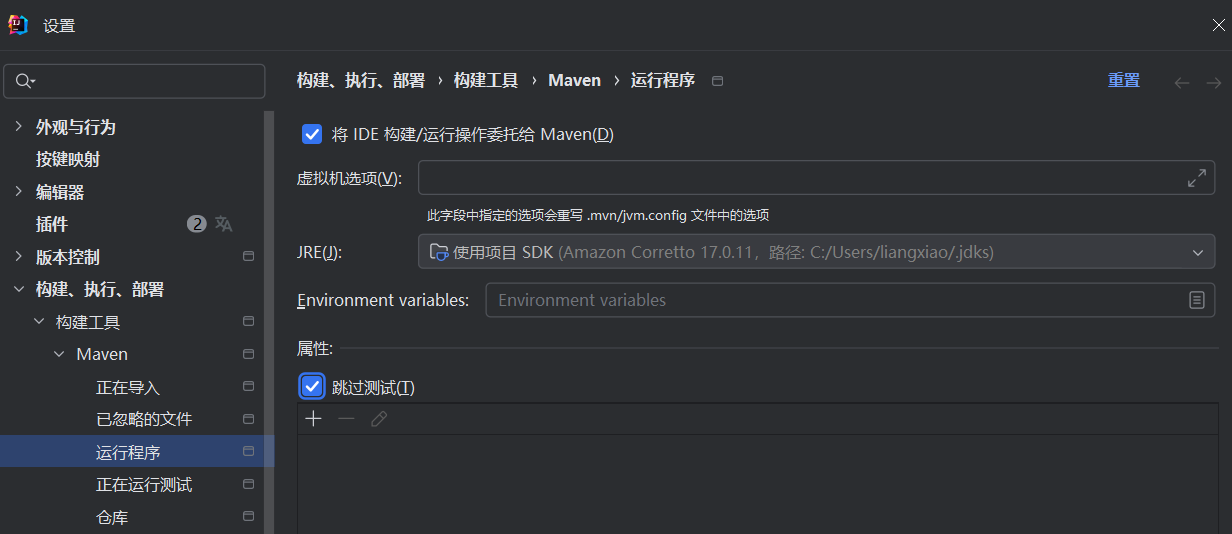 设置
构建、执行、部署 › 构建工具 › Maven › 运行程序
重置
外观与行为
按键映射
编辑器
插件 2
版本控制
构建、执行、部署
构建工具
Maven
正在导入
已忽略的文件
运行程序
正在运行测试
仓库
将 IDE 构建/运行操作委托给 Maven(D)
虚拟机选项(V):
此字段中指定的选项会重写 .mvn/jvm.config 文件中的选项
JRE(J): 使用项目 SDK (Amazon Corretto 17.0.11，路径: C:/Users/liangxiao/.jdks)
Environment variables: Environment variables
属性:
跳过测试(T)